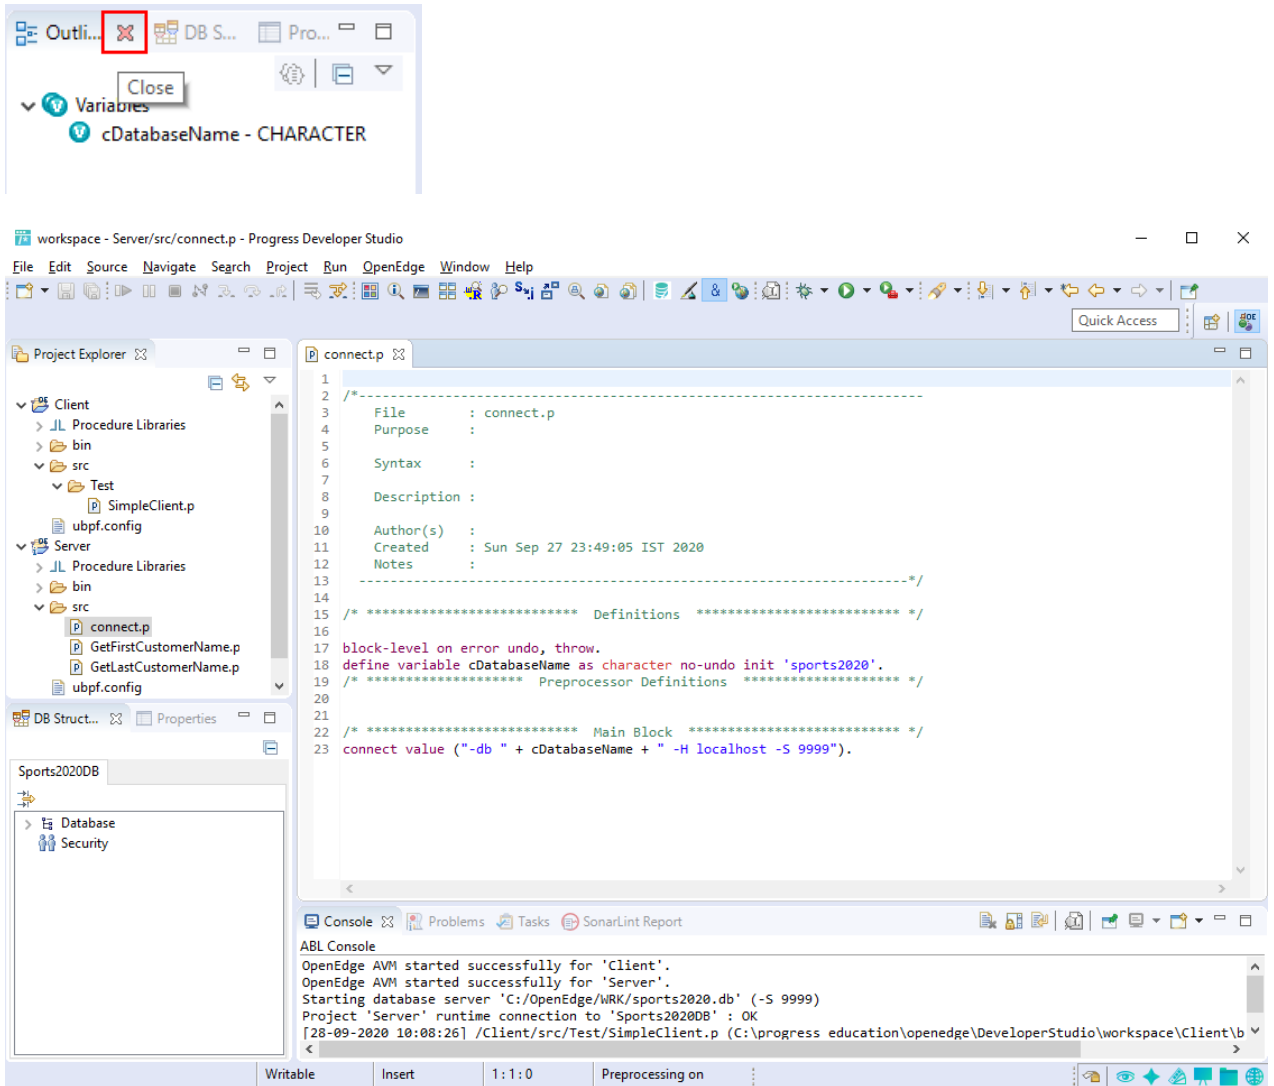 Outli... DB S... Pro...
Close
Variables
cDatabaseName - CHARACTER
workspace - Server/src/connect.p - Progress Developer Studio
File Edit Source Navigate Search Project Run OpenEdge Window Help
Quick Access
Project Explorer
Client
Procedure Libraries
bin
src
Test
SimpleClient.p
ubpf.config
Server
Procedure Libraries
bin
src
connect.p
GetFirstCustomerName.p
GetLastCustomerName.p
ubpf.config
DB Struct... Properties
Sports2020DB
Database
Security
connect.p
1
2 /*------------------------------------------------------------------------
3 File : connect.p
4 Purpose :
5
6 Syntax :
7
8 Description :
9
10 Author(s) :
11 Created : Sun Sep 27 23:49:05 IST 2020
12 Notes :
13 ----------------------------------------------------------------------*/
14
15 /* *************************** Definitions ************************** */
16
17 block-level on error undo, throw.
18 define variable cDatabaseName as character no-undo init 'sports2020'.
19 /* ******************** Preprocessor Definitions ******************** */
20
21
22 /* *************************** Main Block *************************** */
23 connect value ("-db " + cDatabaseName + " -H localhost -S 9999").
Console Problems Tasks SonarLint Report
ABL Console
OpenEdge AVM started successfully for 'Client'.
OpenEdge AVM started successfully for 'Server'.
Starting database server 'C:/OpenEdge/WRK/sports2020.db' (-S 9999)
Project 'Server' runtime connection to 'Sports2020DB' : OK
[28-09-2020 10:08:26] /Client/src/Test/SimpleClient.p (C:\progress education\openedge\DeveloperStudio\workspace\Client\b
Writable Insert 1:1:0 Preprocessing on